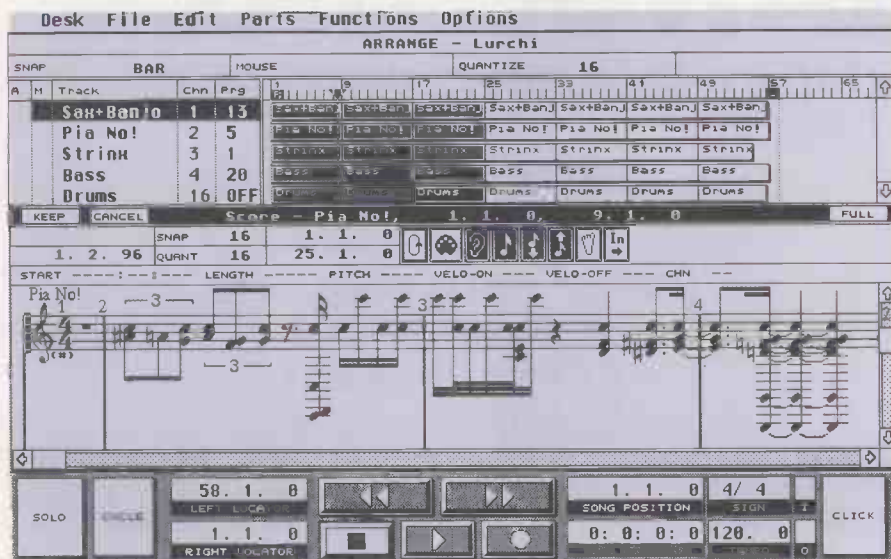 Desk File Edit Parts Functions Options
ARRANGE - Lurchi
SNAP BAR MOUSE QUANTIZE 16
A M Track Chn Prg 1 9 17 25 33 41 49 57 65
Sax+Banjo 1 13 Sax+Banj Sax+Banj Sax+Banj Sax+Banj Sax+Banj Sax+Banj Sax+Banj
Pia No! 2 5 Pia No! Pia No! Pia No! Pia No! Pia No! Pia No! Pia No!
Strinx 3 1 Strinx Strinx Strinx Strinx Strinx Strinx Strinx
Bass 4 20 Bass Bass Bass Bass Bass Bass Bass
Drums 16 OFF Drums Drums Drums Drums Drums Drums Drums
KEEP CANCEL Score - Pia No!, 1. 1. 0, 9. 1. 0 FULL
SNAP 16 1. 1. 0 In
1. 2. 96 QUANT 16 25. 1. 0
START ----:--:--- LENGTH ----- PITCH ---- VELO-ON --- VELO-OFF --- CHN --
Pia No!
1 2 3 3 4
4
4
(#)
3
58. 1. 0 1. 1. 0 4/ 4
SOLO CYCLE LEFT LOCATOR SONG POSITION SIGN I CLICK
1. 1. 0 0: 0: 0: 0 120. 0
RIGHT LOCATOR O